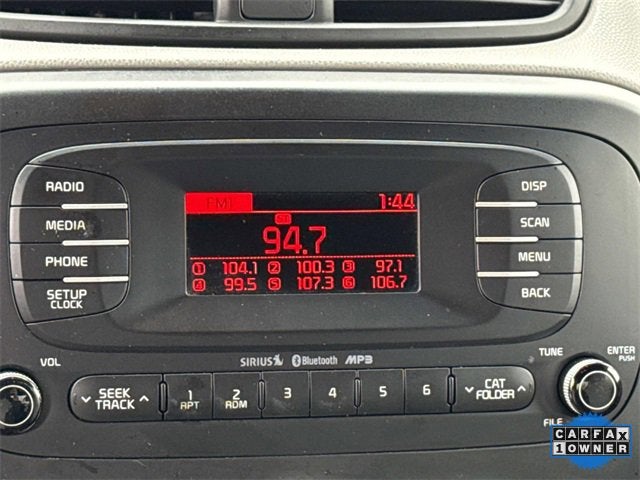 RADIO
MEDIA
PHONE
SETUP
CLOCK
FM1 1:44
ST
94.7
1 104.1 2 100.3 3 97.1
4 99.5 5 107.3 6 106.7
DISP
SCAN
MENU
BACK
SIRIUS Bluetooth MP3
VOL
SEEK
TRACK
1
RPT
2
RDM
3
4
5
6
CAT
FOLDER
TUNE
ENTER
PUSH
FILE
CARFAX
1 OWNER